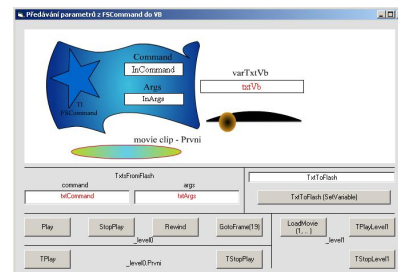 Předávání parametrů z FSCommand do VB
Command
InCommand
Args
InArgs
TI
FSCommand
varTxtVb
txtVb
movie clip - Prvni
TxtsFromFlash
command
args
txtCommand
txtArgs
TxtToFlash
TxtToFlash (SetVariable)
Play
StopPlay
Rewind
GotoFrame(19)
_level0
LoadMovie
(1, ... )
TPlayLevel1
_level1
TPlay
_level0.Prvni
TStopPlay
TStopLevel1